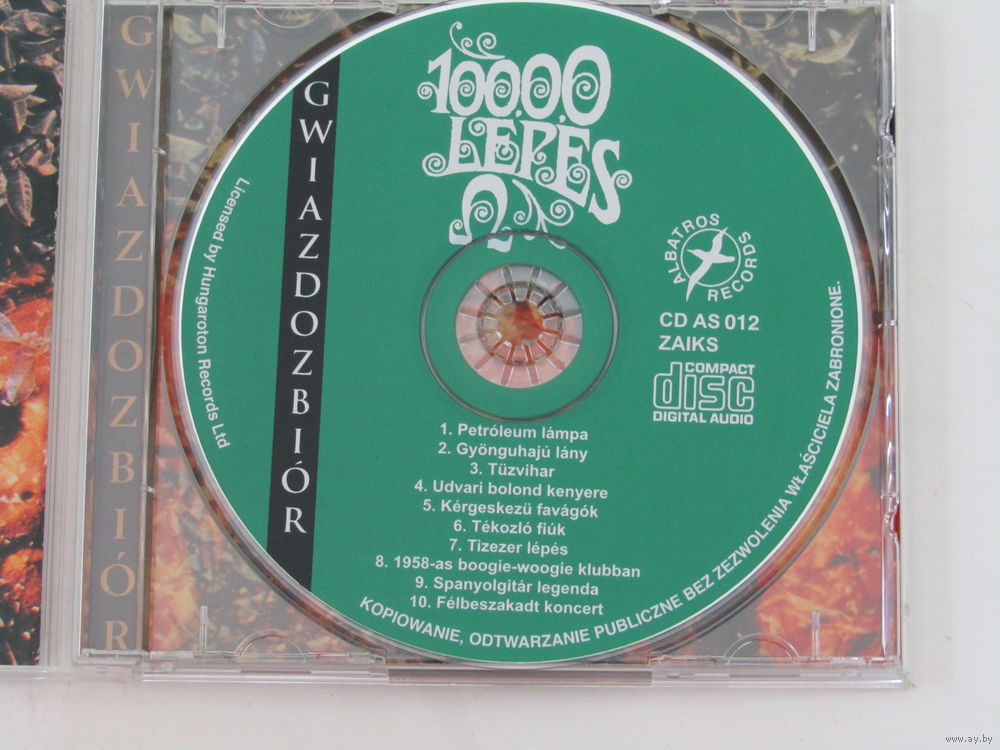 GWIAZDOZBIÓR
GWIAZDOZBIÓR
10000
LÉPÉS
Licensed by Hungaroton Records Ltd
ALBATROS
RECORDS
CD AS 012
ZAIKS
COMPACT
disc
DIGITAL AUDIO
1. Petróleum lámpa
2. Gyönguhajú lány
3. Tüzvihar
4. Udvari bolond kenyere
5. Kérgeskezü favágók
6. Tékozló fiúk
7. Tizezer lépés
8. 1958-as boogie-woogie klubban
9. Spanyolgitár legenda
10. Félbeszakadt koncert
KOPIOWANIE, ODTWARZANIE PUBLICZNE BEZ ZEZWOLENIA WŁAŚCICIELA ZABRONIONE.
www.ay.by